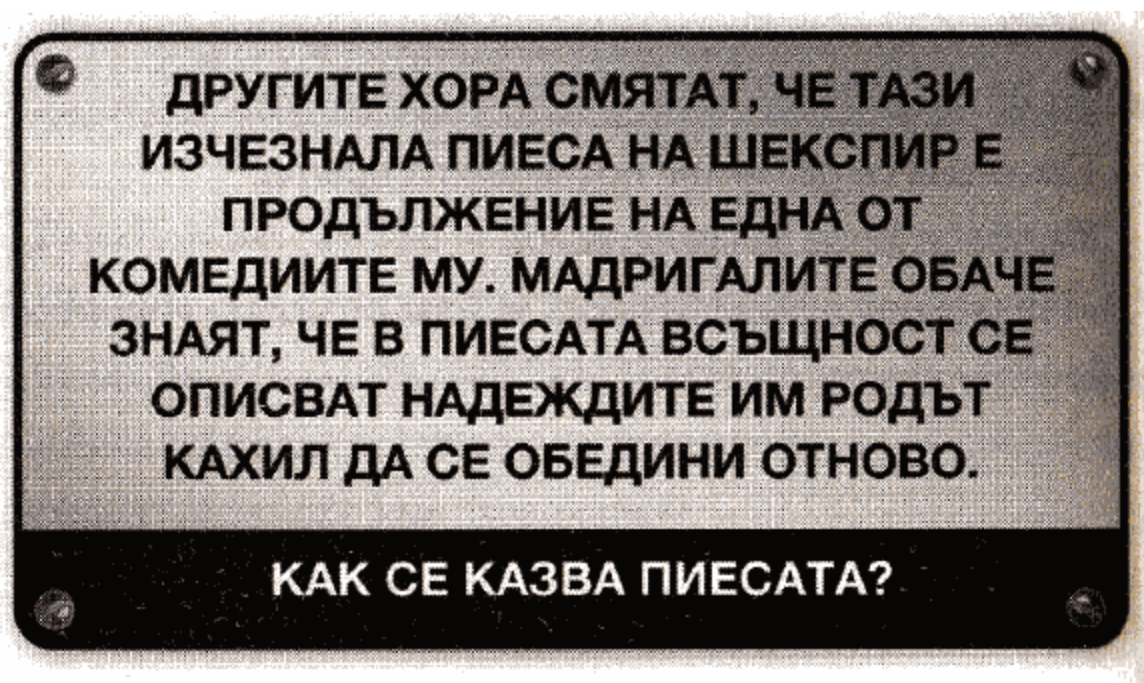 ДРУГИТЕ ХОРА СМЯТАТ, ЧЕ ТАЗИ
ИЗЧЕЗНАЛА ПИЕСА НА ШЕКСПИР Е
ПРОДЪЛЖЕНИЕ НА ЕДНА ОТ
КОМЕДИИТЕ МУ. МАДРИГАЛИТЕ ОБАЧЕ
ЗНАЯТ, ЧЕ В ПИЕСАТА ВСЪЩНОСТ СЕ
ОПИСВАТ НАДЕЖДИТЕ ИМ РОДЪТ
КАХИЛ ДА СЕ ОБЕДИНИ ОТНОВО.
КАК СЕ КАЗВА ПИЕСАТА?